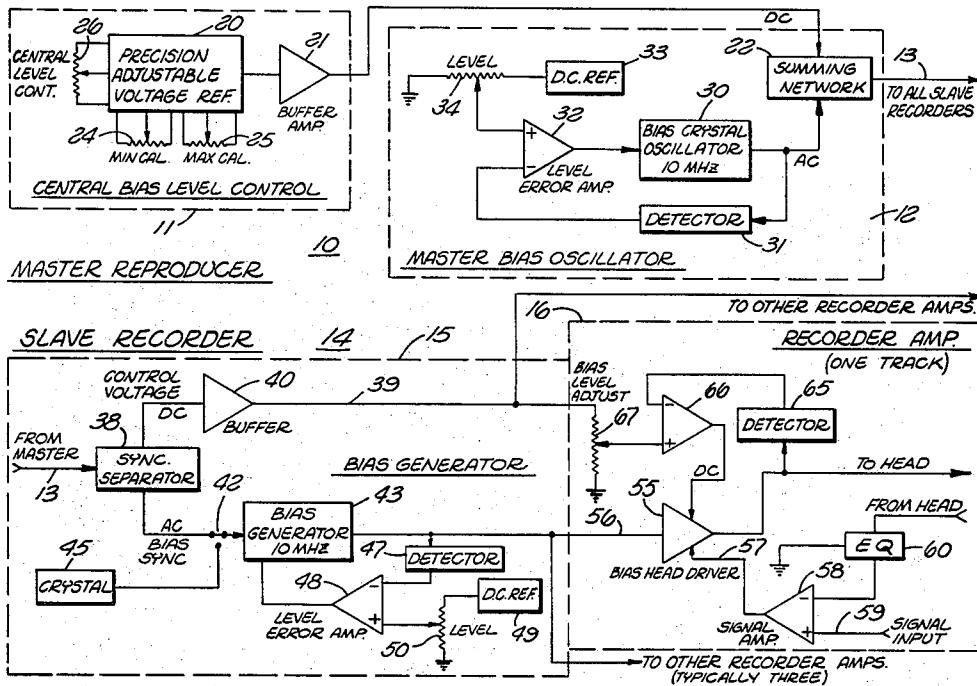 26
CENTRAL
LEVEL
CONT.
20
PRECISION
ADJUSTABLE
VOLTAGE REF.
21
BUFFER
AMP.
24
MIN CAL.
MAX CAL.
25
CENTRAL BIAS LEVEL CONTROL
11
DC
LEVEL
34
D.C. REF.
33
22
SUMMING
NETWORK
13
TO ALL SLAVE
RECORDERS
32
+
-
LEVEL
ERROR AMP.
30
BIAS CRYSTAL
OSCILLATOR
10 MHZ
AC
DETECTOR
31
12
MASTER BIAS OSCILLATOR
10
MASTER REPRODUCER
TO OTHER RECORDER AMPS.
SLAVE RECORDER
14
15
16
RECORDER AMP.
(ONE TRACK)
CONTROL
VOLTAGE
DC
40
BUFFER
39
BIAS
LEVEL
ADJUST
67
66
-
+
65
DETECTOR
FROM
MASTER
13
38
SYNC.
SEPARATOR
BIAS GENERATOR
DC
TO HEAD
AC
BIAS
SYNC
42
43
BIAS
GENERATOR
10 MHZ
55
56
57
BIAS HEAD DRIVER
FROM HEAD
EQ
60
45
CRYSTAL
47
DETECTOR
48
-
+
LEVEL
ERROR AMP.
50
LEVEL
D.C. REF.
49
58
-
+
59
SIGNAL
AMP.
SIGNAL
INPUT
TO OTHER RECORDER AMPS.
(TYPICALLY THREE)